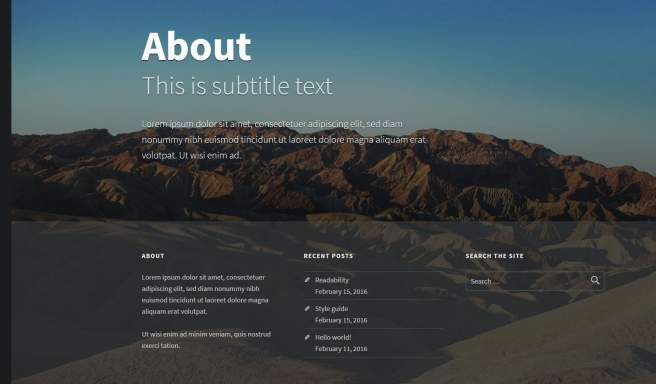 About
This is subtitle text
Lorem ipsum dolor sit amet, consectetuer adipiscing elit, sed diam
nonummy nibh euismod tincidunt ut laoreet dolore magna aliquam erat
volutpat. Ut wisi enim ad.
ABOUT
Lorem ipsum dolor sit amet, consectetuer
adipiscing elit, sed diam nonummy nibh
euismod tincidunt ut laoreet dolore magna
aliquam erat volutpat.
Ut wisi enim ad minim veniam, quis nostrud
exerci tation.
RECENT POSTS
Readability
February 15, 2016
Style guide
February 15, 2016
Hello world!
February 11, 2016
SEARCH THE SITE
Search…